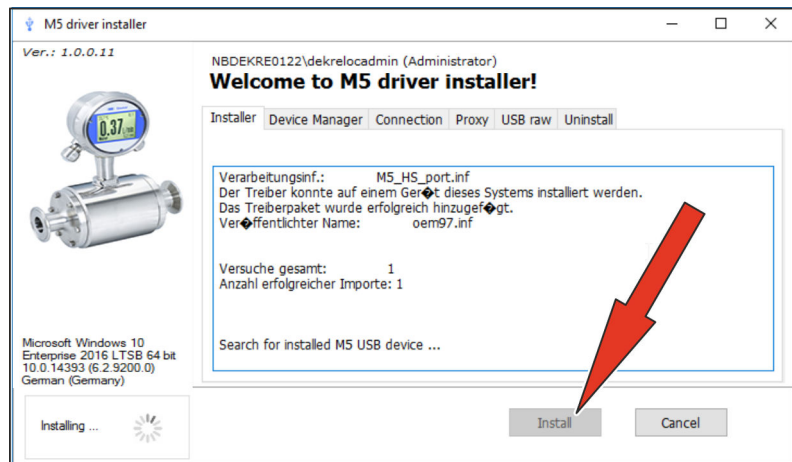 M5 driver installer
Ver.: 1.0.0.11
NBDEKRE0122\dekrelocadmin (Administrator)
Welcome to M5 driver installer!
Installer Device Manager Connection Proxy USB raw Uninstall
0.37
Verarbeitungsinf.: M5_HS_port.inf
Der Treiber konnte auf einem Ger�t dieses Systems installiert werden.
Das Treiberpaket wurde erfolgreich hinzugef�gt.
Ver�ffentlichter Name: oem97.inf
Versuche gesamt: 1
Anzahl erfolgreicher Importe: 1
Search for installed M5 USB device ...
Microsoft Windows 10
Enterprise 2016 LTSB 64 bit
10.0.14393 (6.2.9200.0)
German (Germany)
Installing ...
Install
Cancel